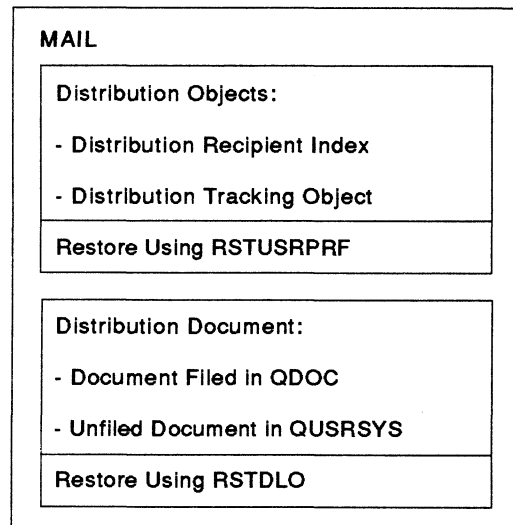 MAIL
Distribution Objects:
- Distribution Recipient Index
- Distribution Tracking Object
Restore Using RSTUSRPRF
Distribution Document:
- Document Filed in QDOC
- Unfiled Document in QUSRSYS
Restore Using RSTDLO